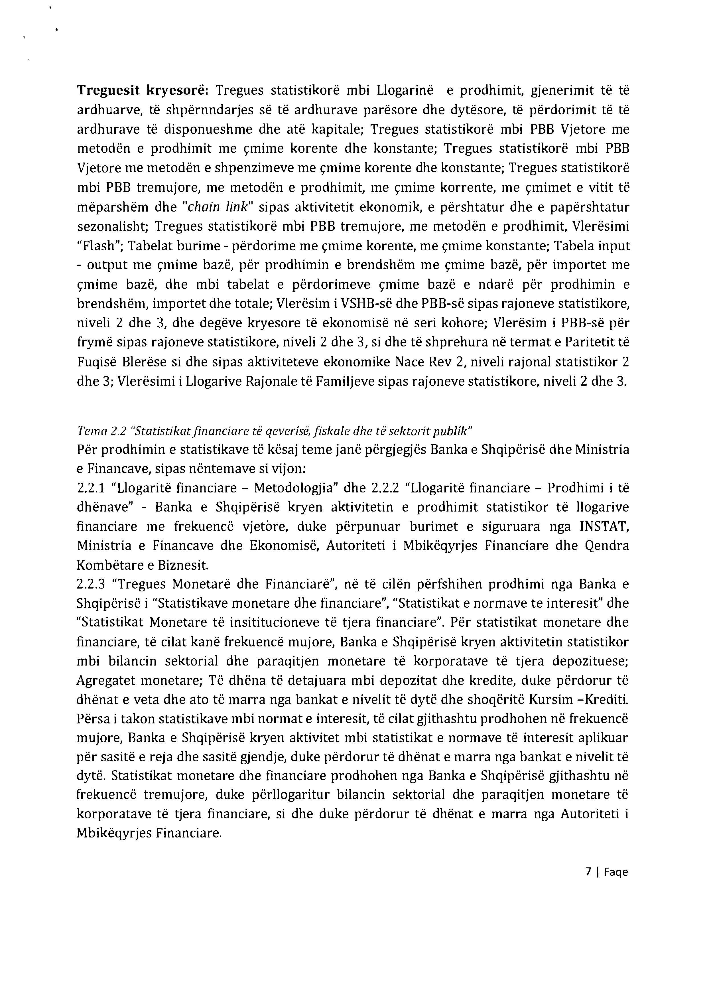 Treguesit kryesorë: Tregues statistikorë mbi Llogarinë e prodhimit, gjenerimit të të
ardhuarve, të shpërnndarjes së të ardhurave parësore dhe dytësore, të përdorimit të të
ardhurave të disponueshme dhe atë kapitale; Tregues statistikorë mbi PBB Vjetore me
metodën e prodhimit me çmime korente dhe konstante; Tregues statistikorë mbi PBB
Vjetore me metodën e shpenzimeve me çmime korente dhe konstante; Tregues statistikorë
mbi PBB tremujore, me metodën e prodhimit, me çmime korrente, me çmimet e vitit të
mëparshëm dhe "chain link" sipas aktivitetit ekonomik, e përshtatur dhe e papërshtatur
sezonalisht; Tregues statistikorë mbi PBB tremujore, me metodën e prodhimit, Vlerësimi
“Flash”; Tabelat burime - përdorime me çmime korente, me çmime konstante; Tabela input
- output me çmime bazë, për prodhimin e brendshëm me çmime bazë, për importet me
çmime bazë, dhe mbi tabelat e përdorimeve çmime bazë e ndarë për prodhimin e
brendshëm, importet dhe totale; Vlerësim i VSHB-së dhe PBB-së sipas rajoneve statistikore,
niveli 2 dhe 3, dhe degëve kryesore të ekonomisë në seri kohore; Vlerësim i PBB-së për
frymë sipas rajoneve statistikore, niveli 2 dhe 3, si dhe të shprehura në termat e Paritetit të
Fuqisë Blerëse si dhe sipas aktiviteteve ekonomike Nace Rev 2, niveli rajonal statistikor 2
dhe 3; Vlerësimi i Llogarive Rajonale të Familjeve sipas rajoneve statistikore, niveli 2 dhe 3.
Tema 2.2 “Statistikat financiare të qeverisë, fiskale dhe të sektorit publik”
Për prodhimin e statistikave të kësaj teme janë përgjegjës Banka e Shqipërisë dhe Ministria
e Financave, sipas nëntemave si vijon:
2.2.1 “Llogaritë financiare – Metodologjia” dhe 2.2.2 “Llogaritë financiare – Prodhimi i të
dhënave” - Banka e Shqipërisë kryen aktivitetin e prodhimit statistikor të llogarive
financiare me frekuencë vjetore, duke përpunuar burimet e siguruara nga INSTAT,
Ministria e Financave dhe Ekonomisë, Autoriteti i Mbikëqyrjes Financiare dhe Qendra
Kombëtare e Biznesit.
2.2.3 “Tregues Monetarë dhe Financiarë”, në të cilën përfshihen prodhimi nga Banka e
Shqipërisë i “Statistikave monetare dhe financiare”, “Statistikat e normave te interesit” dhe
“Statistikat Monetare të insititucioneve të tjera financiare”. Për statistikat monetare dhe
financiare, të cilat kanë frekuencë mujore, Banka e Shqipërisë kryen aktivitetin statistikor
mbi bilancin sektorial dhe paraqitjen monetare të korporatave të tjera depozituese;
Agregatet monetare; Të dhëna të detajuara mbi depozitat dhe kredite, duke përdorur të
dhënat e veta dhe ato të marra nga bankat e nivelit të dytë dhe shoqëritë Kursim –Krediti.
Përsa i takon statistikave mbi normat e interesit, të cilat gjithashtu prodhohen në frekuencë
mujore, Banka e Shqipërisë kryen aktivitet mbi statistikat e normave të interesit aplikuar
për sasitë e reja dhe sasitë gjendje, duke përdorur të dhënat e marra nga bankat e nivelit të
dytë. Statistikat monetare dhe financiare prodhohen nga Banka e Shqipërisë gjithashtu në
frekuencë tremujore, duke përllogaritur bilancin sektorial dhe paraqitjen monetare të
korporatave të tjera financiare, si dhe duke përdorur të dhënat e marra nga Autoriteti i
Mbikëqyrjes Financiare.
7 | Faqe